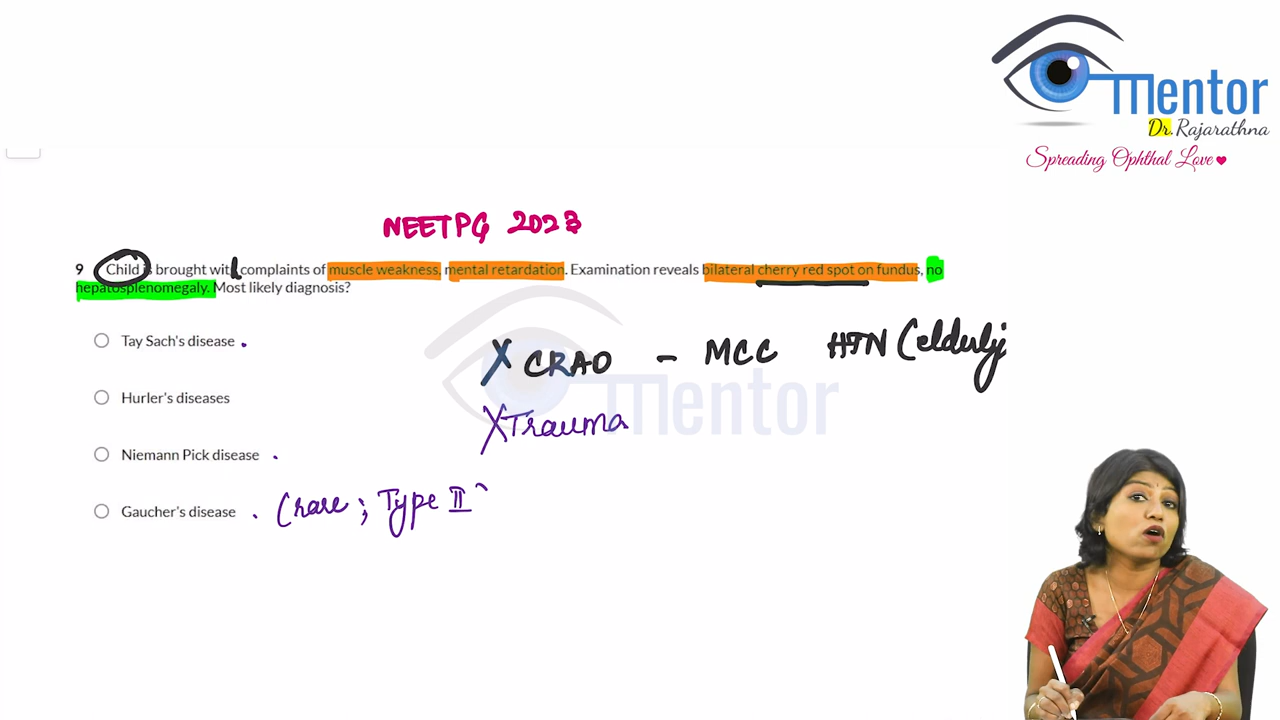 mentor
Dr. Rajarathna
Spreading Ophthal Love
NEETPG 2023
9 Child is brought with complaints of muscle weakness, mental retardation. Examination reveals bilateral cherry red spot on fundus, no
hepatosplenomegaly. Most likely diagnosis?
Tay Sach's disease .
X CRAO - MCC HTN (elderly)
Hurler's diseases
mentor
X Trauma
Niemann Pick disease .
Gaucher's disease . (rare ; Type II)